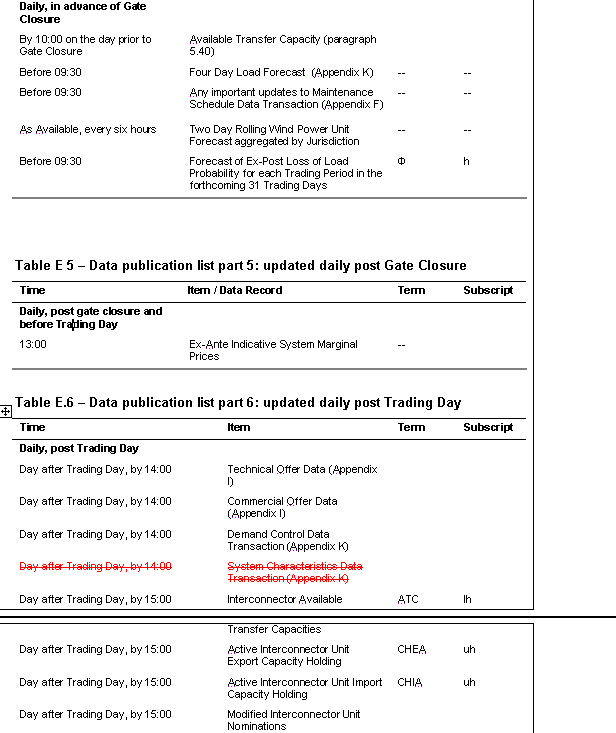 Daily, in advance of Gate
Closure
By 10:00 on the day prior to Available Transfer Capacity (paragraph
Gate Closure 5.40)
Before 09:30 Four Day Load Forecast (Appendix K) -- --
Before 09:30 Any important updates to Maintenance -- --
Schedule Data Transaction (Appendix F)
As Available, every six hours Two Day Rolling Wind Power Unit -- --
Forecast aggregated by Jurisdiction
Before 09:30 Forecast of Ex-Post Loss of Load Φ h
Probability for each Trading Period in the
forthcoming 31 Trading Days
Table E 5 – Data publication list part 5: updated daily post Gate Closure
Time Item / Data Record Term Subscript
Daily, post gate closure and
before Trading Day
13:00 Ex-Ante Indicative System Marginal --
Prices
Table E.6 – Data publication list part 6: updated daily post Trading Day
Time Item Term Subscript
Daily, post Trading Day
Day after Trading Day, by 14:00 Technical Offer Data (Appendix
I)
Day after Trading Day, by 14:00 Commercial Offer Data
(Appendix I)
Day after Trading Day, by 14:00 Demand Control Data
Transaction (Appendix K)
Day after Trading Day, by 14:00 System Characteristics Data
Transaction (Appendix K)
Day after Trading Day, by 15:00 Interconnector Available ATC lh
Transfer Capacities
Day after Trading Day, by 15:00 Active Interconnector Unit CHEA uh
Export Capacity Holding
Day after Trading Day, by 15:00 Active Interconnector Unit Import CHIA uh
Capacity Holding
Day after Trading Day, by 15:00 Modified Interconnector Unit
Nominations